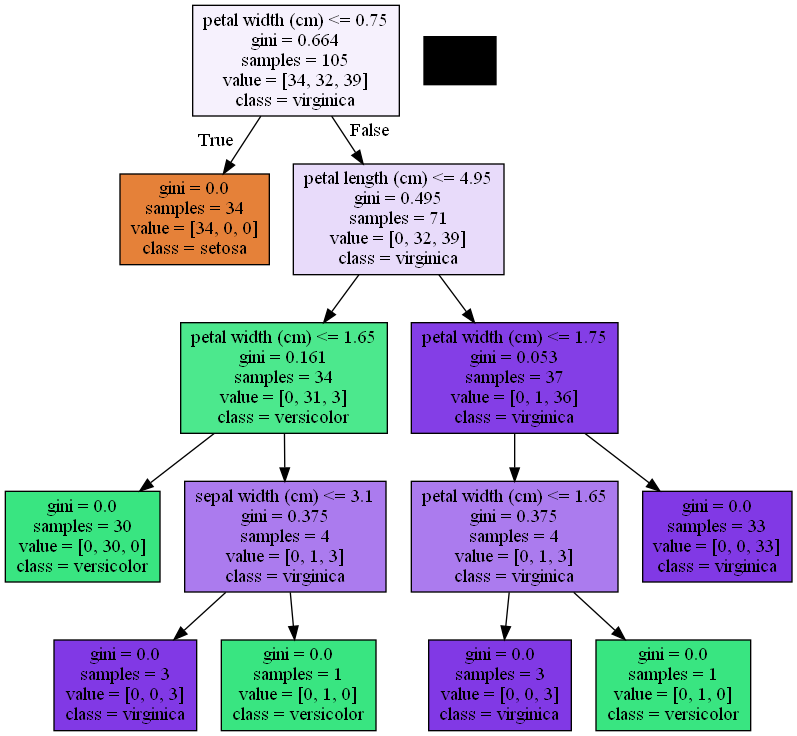 petal width (cm) <= 0.75
gini = 0.664
samples = 105
value = [34, 32, 39]
class = virginica
True
False
gini = 0.0
samples = 34
value = [34, 0, 0]
class = setosa
petal length (cm) <= 4.95
gini = 0.495
samples = 71
value = [0, 32, 39]
class = virginica
petal width (cm) <= 1.65
gini = 0.161
samples = 34
value = [0, 31, 3]
class = versicolor
petal width (cm) <= 1.75
gini = 0.053
samples = 37
value = [0, 1, 36]
class = virginica
gini = 0.0
samples = 30
value = [0, 30, 0]
class = versicolor
sepal width (cm) <= 3.1
gini = 0.375
samples = 4
value = [0, 1, 3]
class = virginica
petal width (cm) <= 1.65
gini = 0.375
samples = 4
value = [0, 1, 3]
class = virginica
gini = 0.0
samples = 33
value = [0, 0, 33]
class = virginica
gini = 0.0
samples = 3
value = [0, 0, 3]
class = virginica
gini = 0.0
samples = 1
value = [0, 1, 0]
class = versicolor
gini = 0.0
samples = 3
value = [0, 0, 3]
class = virginica
gini = 0.0
samples = 1
value = [0, 1, 0]
class = versicolor